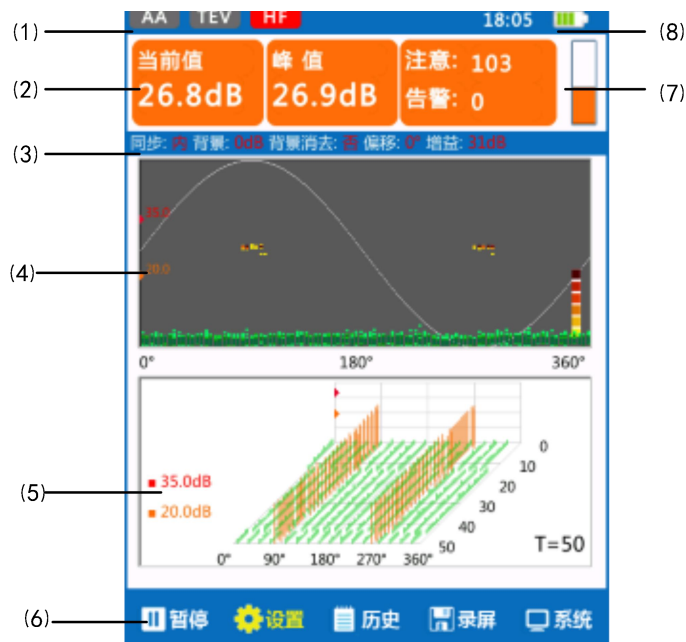 (1) AA TEV HF 18:05 (8)
当前值 峰 值 注意: 103
(2) 26.8dB 26.9dB 告警: 0 (7)
(3) 同步: 内 背景: 0dB 背景消去: 否 偏移: 0° 增益: 31dB
35.0
(4) 20.0
0° 180° 360°
(5) 35.0dB
20.0dB
0
10
20
30
40
50
0° 90° 180° 270° 360°
T=50
(6) 暂停 设置 历史 录屏 系统